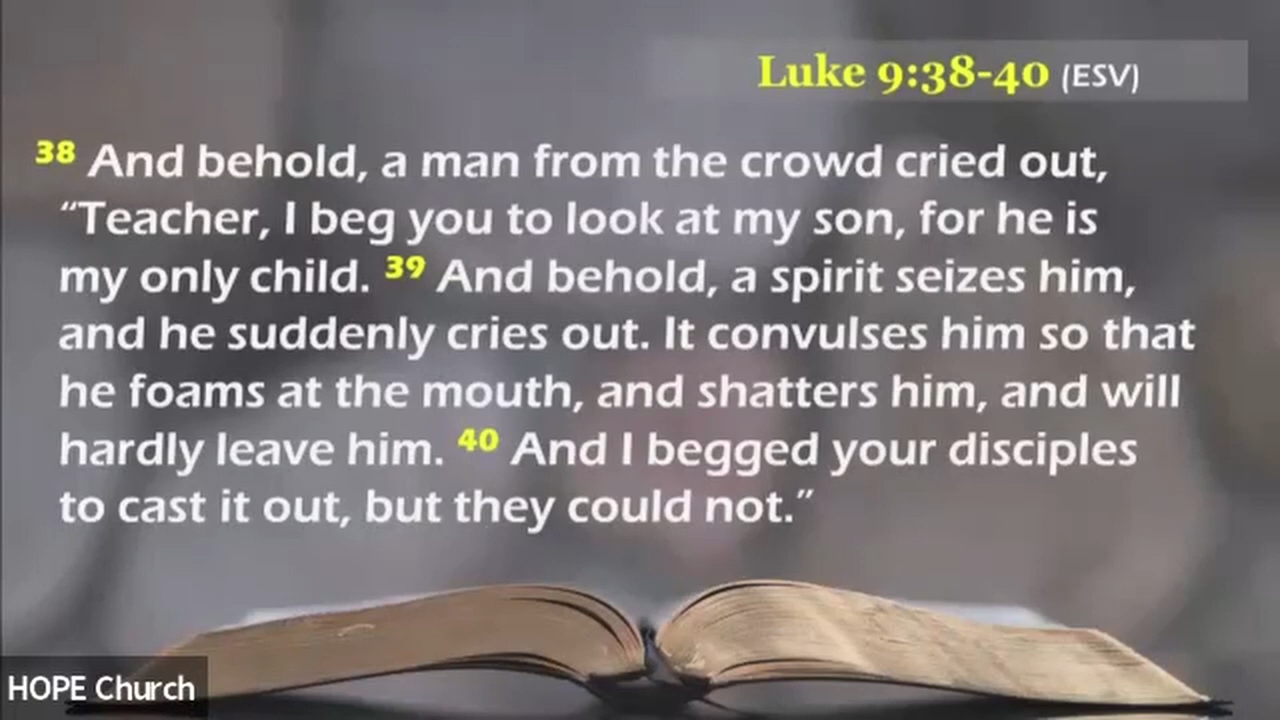 Luke 9:38-40 (ESV)
38 And behold, a man from the crowd cried out,
“Teacher, I beg you to look at my son, for he is
my only child. 39 And behold, a spirit seizes him,
and he suddenly cries out. It convulses him so that
he foams at the mouth, and shatters him, and will
hardly leave him. 40 And I begged your disciples
to cast it out, but they could not.”
HOPE Church